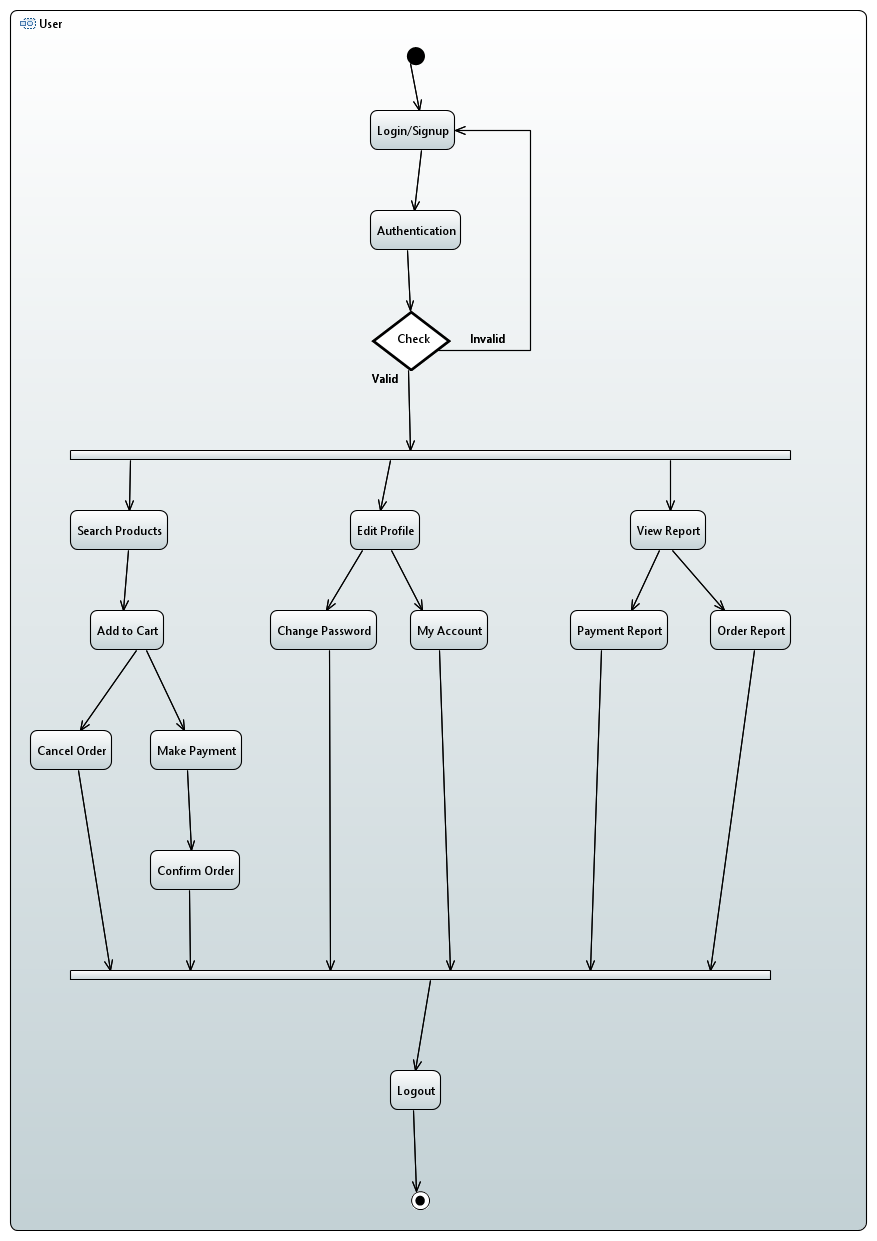 User
Login/Signup
Authentication
Check
Invalid
Valid
Search Products
Edit Profile
View Report
Add to Cart
Change Password
My Account
Payment Report
Order Report
Cancel Order
Make Payment
Confirm Order
Logout